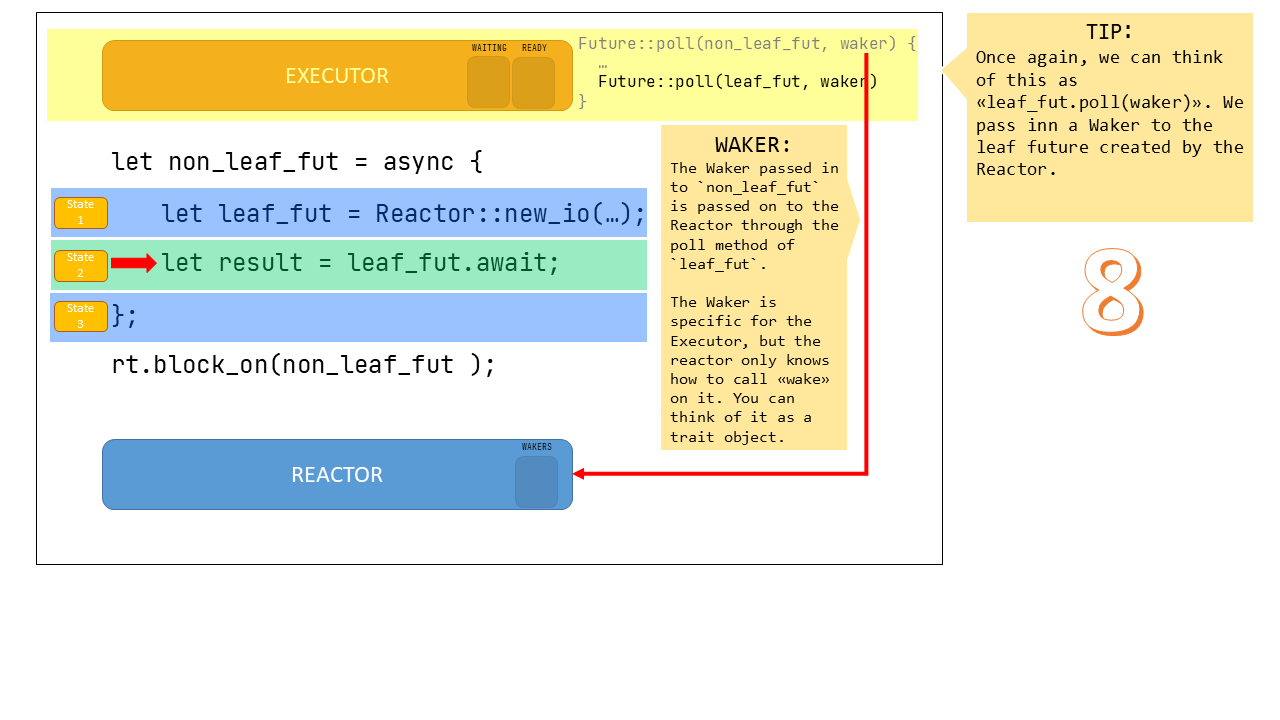 EXECUTOR
WAITING
READY
Future::poll(non_leaf_fut, waker) {
…
Future::poll(leaf_fut, waker)
}
let non_leaf_fut = async {
State
1
let leaf_fut = Reactor::new_io(…);
State
2
let result = leaf_fut.await;
State
3
};
rt.block_on(non_leaf_fut );
WAKER:
The Waker passed in
to `non_leaf_fut`
is passed on to the
Reactor through the
poll method of
`leaf_fut`.
The Waker is
specific for the
Executor, but the
reactor only knows
how to call «wake»
on it. You can
think of it as a
trait object.
REACTOR
WAKERS
TIP:
Once again, we can think
of this as
«leaf_fut.poll(waker)». We
pass inn a Waker to the
leaf future created by the
Reactor.
8